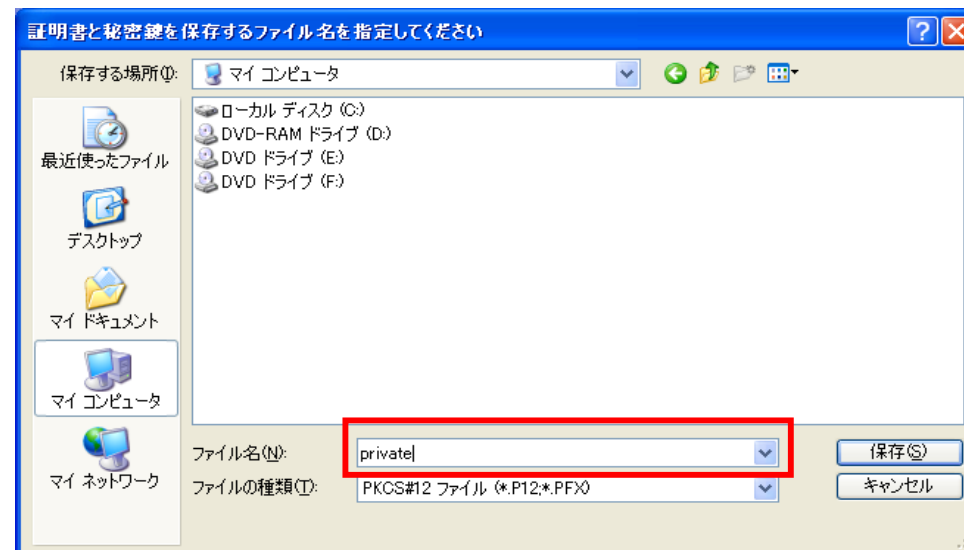 証明書と秘密鍵を保存するファイル名を指定してください
保存する場所(I):
マイ コンピュータ
最近使ったファイル
デスクトップ
マイ ドキュメント
マイ コンピュータ
マイ ネットワーク
ローカル ディスク (C:)
DVD-RAM ドライブ (D:)
DVD ドライブ (E:)
DVD ドライブ (F:)
ファイル名(N):
private
保存(S)
ファイルの種類(T):
PKCS#12 ファイル (*.P12;*.PFX)
キャンセル